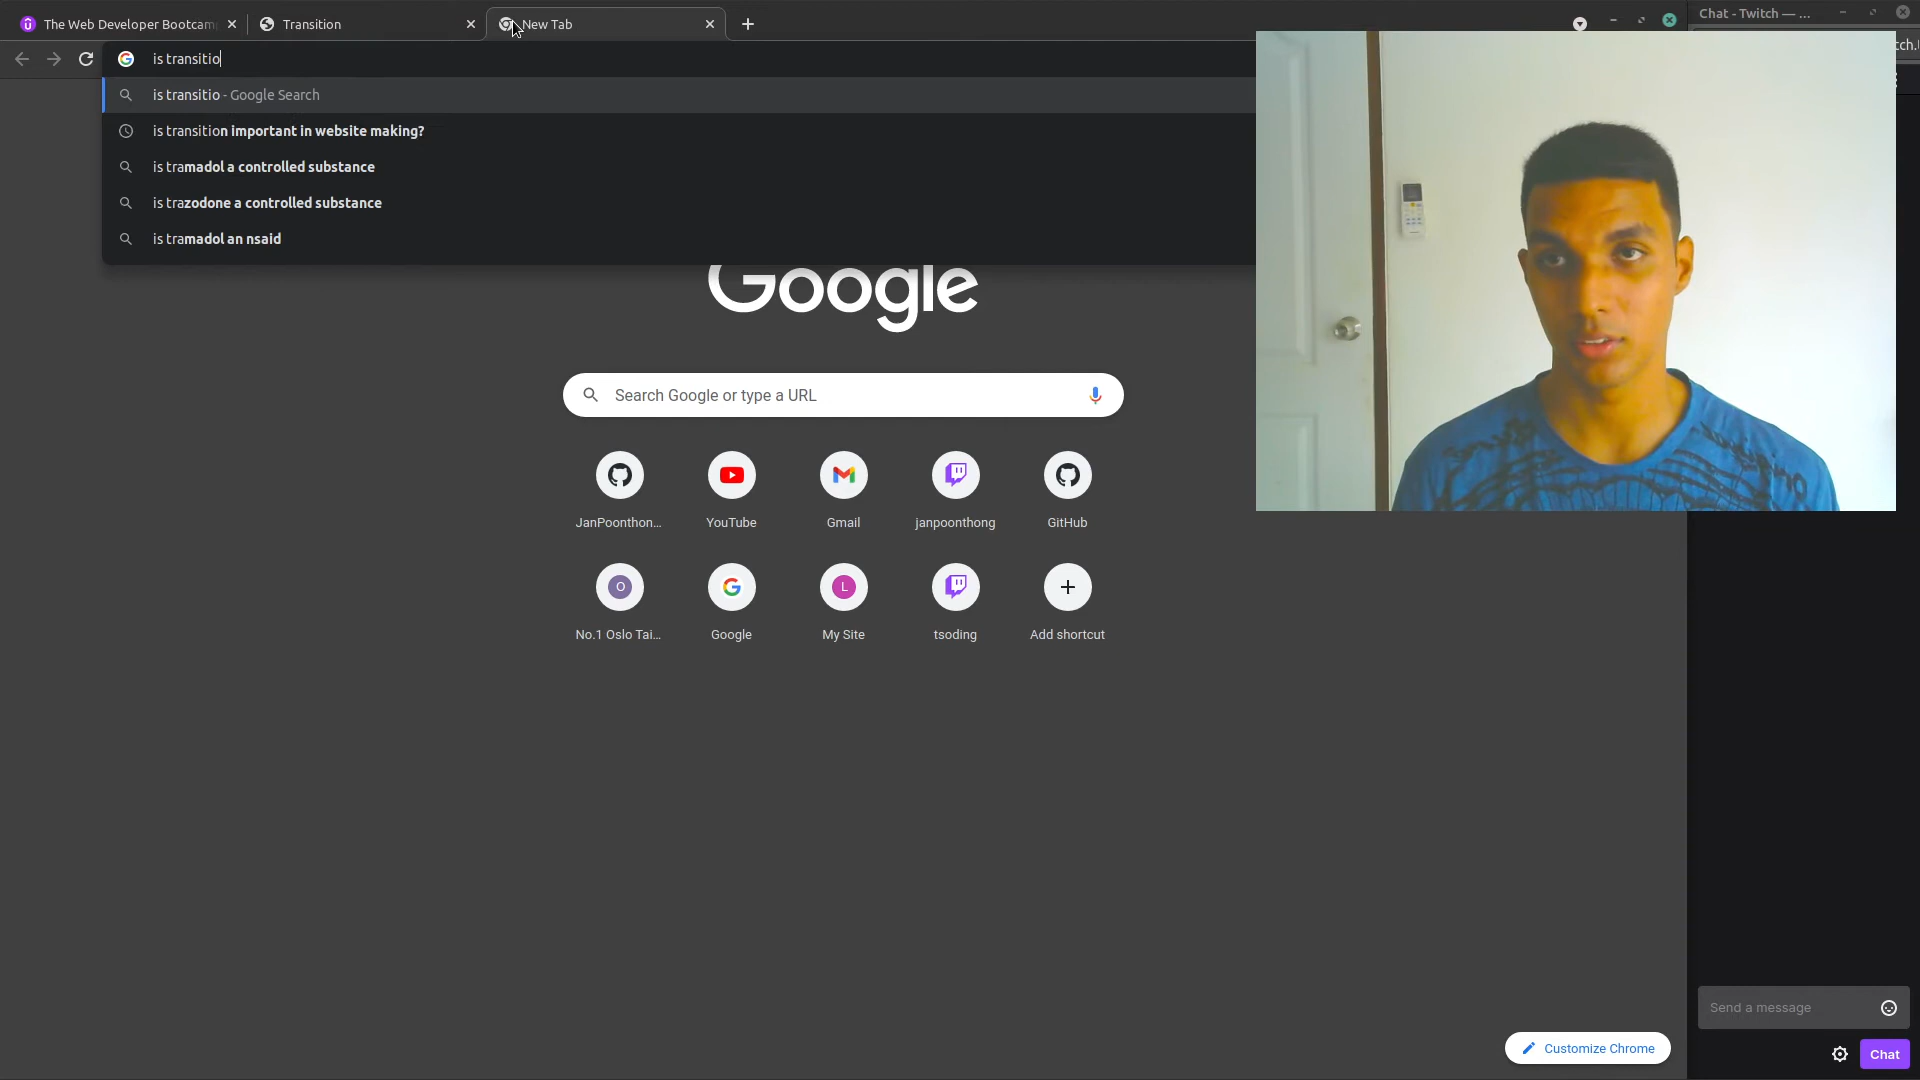 The Web Developer Bootcam
Transition
New Tab
Chat - Twitch — ...
is transitio
tch.
is transitio - Google Search
is transition important in website making?
is tramadol a controlled substance
is trazodone a controlled substance
is tramadol an nsaid
Google
Search Google or type a URL
JanPoonthon...
YouTube
Gmail
janpoonthong
GitHub
O
L
No.1 Oslo Tai...
Google
My Site
tsoding
Add shortcut
Send a message
Customize Chrome
Chat